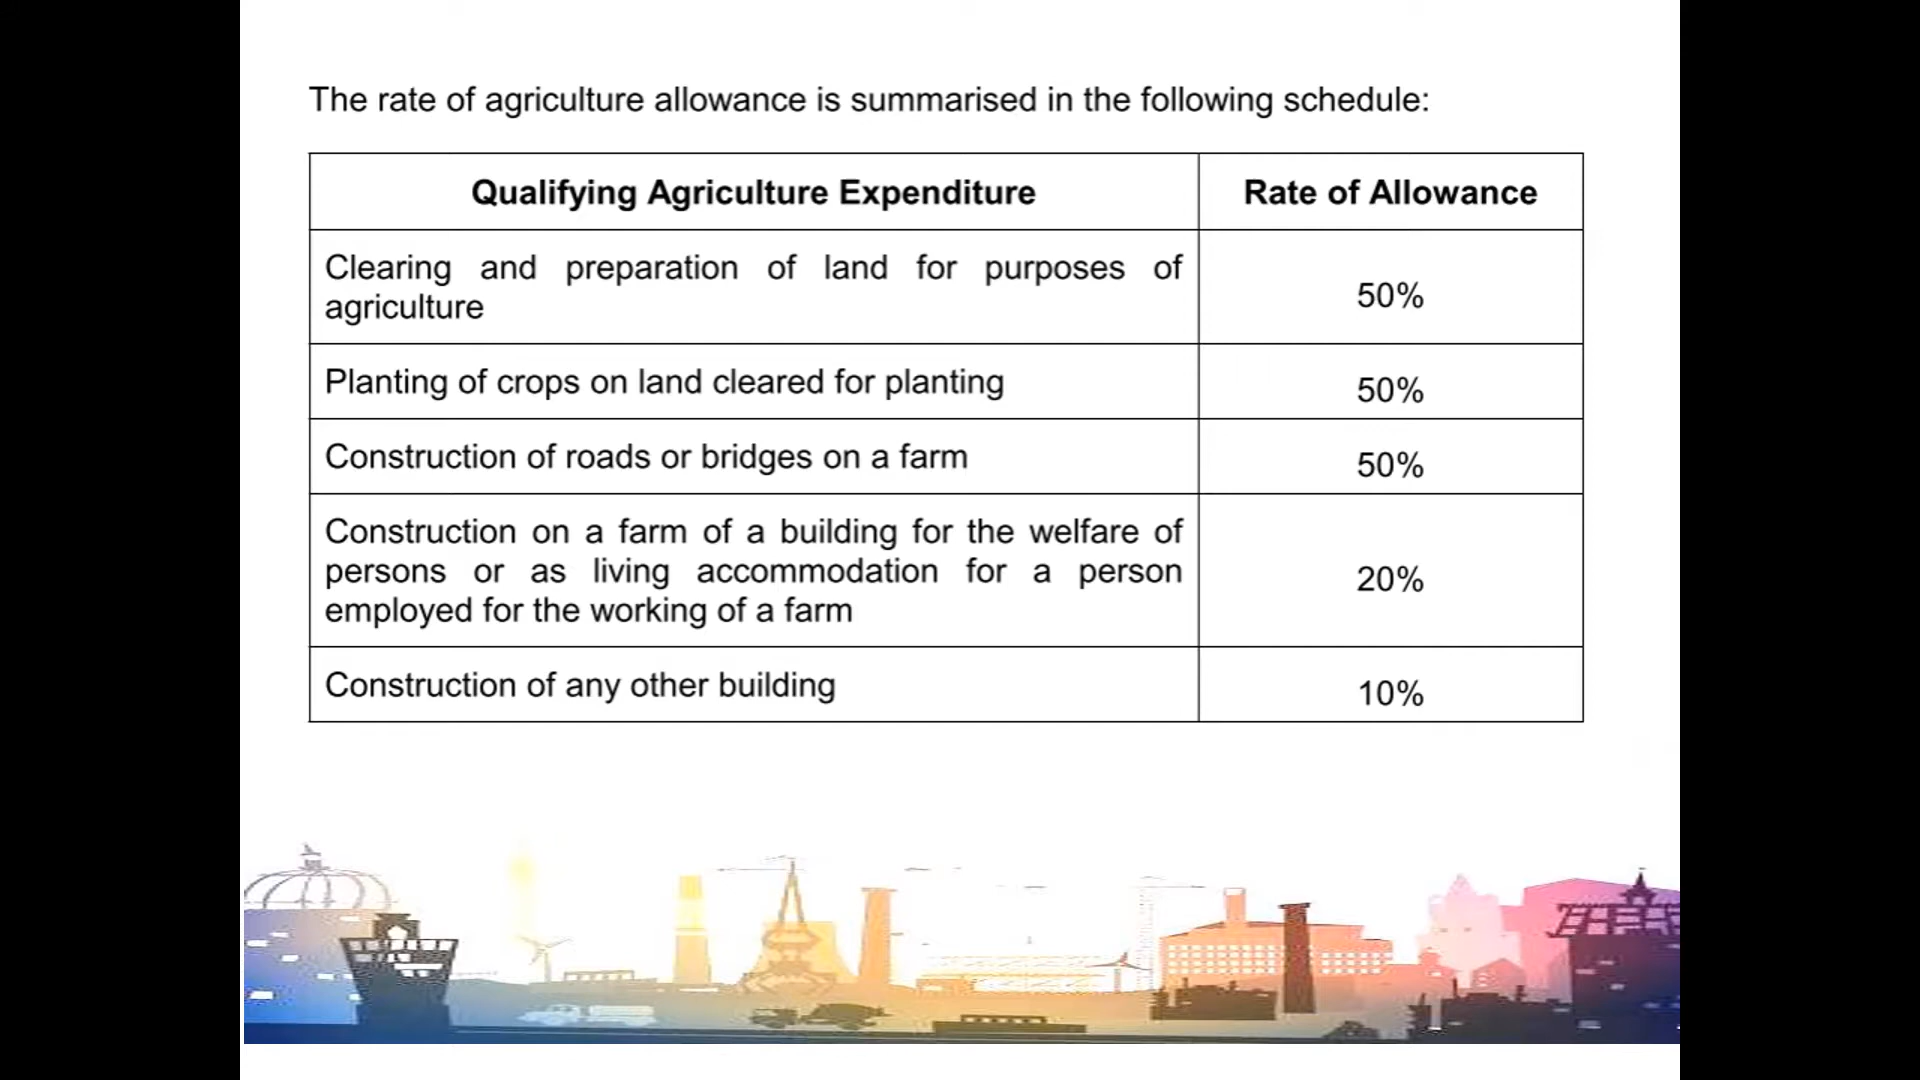 The rate of agriculture allowance is summarised in the following schedule:
Qualifying Agriculture Expenditure
Rate of Allowance
Clearing and preparation of land for purposes of
agriculture
50%
Planting of crops on land cleared for planting
50%
Construction of roads or bridges on a farm
50%
Construction on a farm of a building for the welfare of
persons or as living accommodation for a person
employed for the working of a farm
20%
Construction of any other building
10%